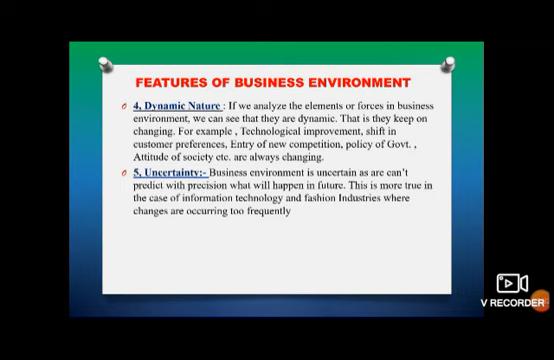 FEATURES OF BUSINESS ENVIRONMENT
4, Dynamic Nature : If we analyze the elements or forces in business
environment, we can see that they are dynamic. That is they keep on
changing. For example , Technological improvement, shift in
customer preferences, Entry of new competition, policy of Govt. ,
Attitude of society etc. are always changing.
5, Uncertainty:- Business environment is uncertain as are can't
predict with precision what will happen in future. This is more true in
the case of information technology and fashion Industries where
changes are occurring too frequently
V RECORDER